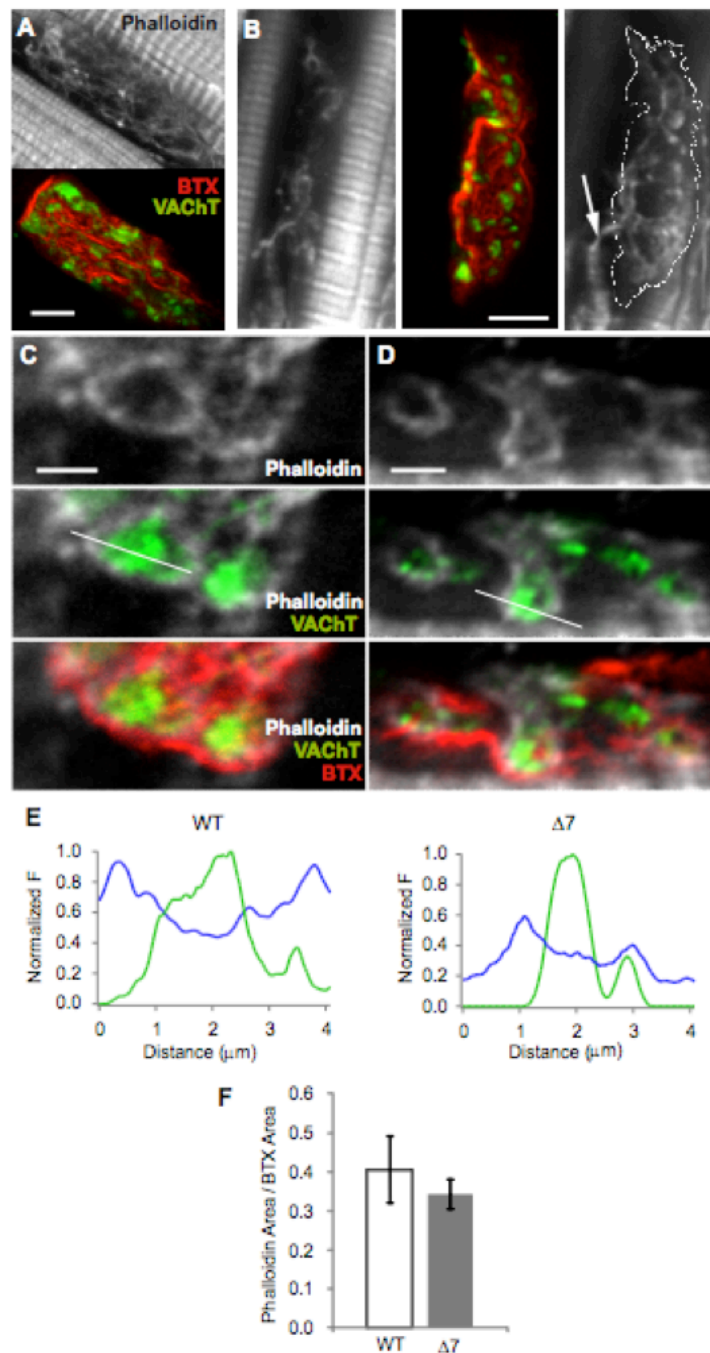 A
Phalloidin
BTX
VAChT
B
C
Phalloidin
Phalloidin
VAChT
Phalloidin
VAChT
BTX
D
Phalloidin
Phalloidin
VAChT
Phalloidin
VAChT
BTX
E
WT
Normalized F
1.0
0.8
0.6
0.4
0.2
0.0
0 1 2 3 4
Distance (μm)
Δ7
Normalized F
1.0
0.8
0.6
0.4
0.2
0.0
0 1 2 3 4
Distance (μm)
F
Phalloidin Area / BTX Area
0.6
0.5
0.4
0.3
0.2
0.1
0.0
WT Δ7